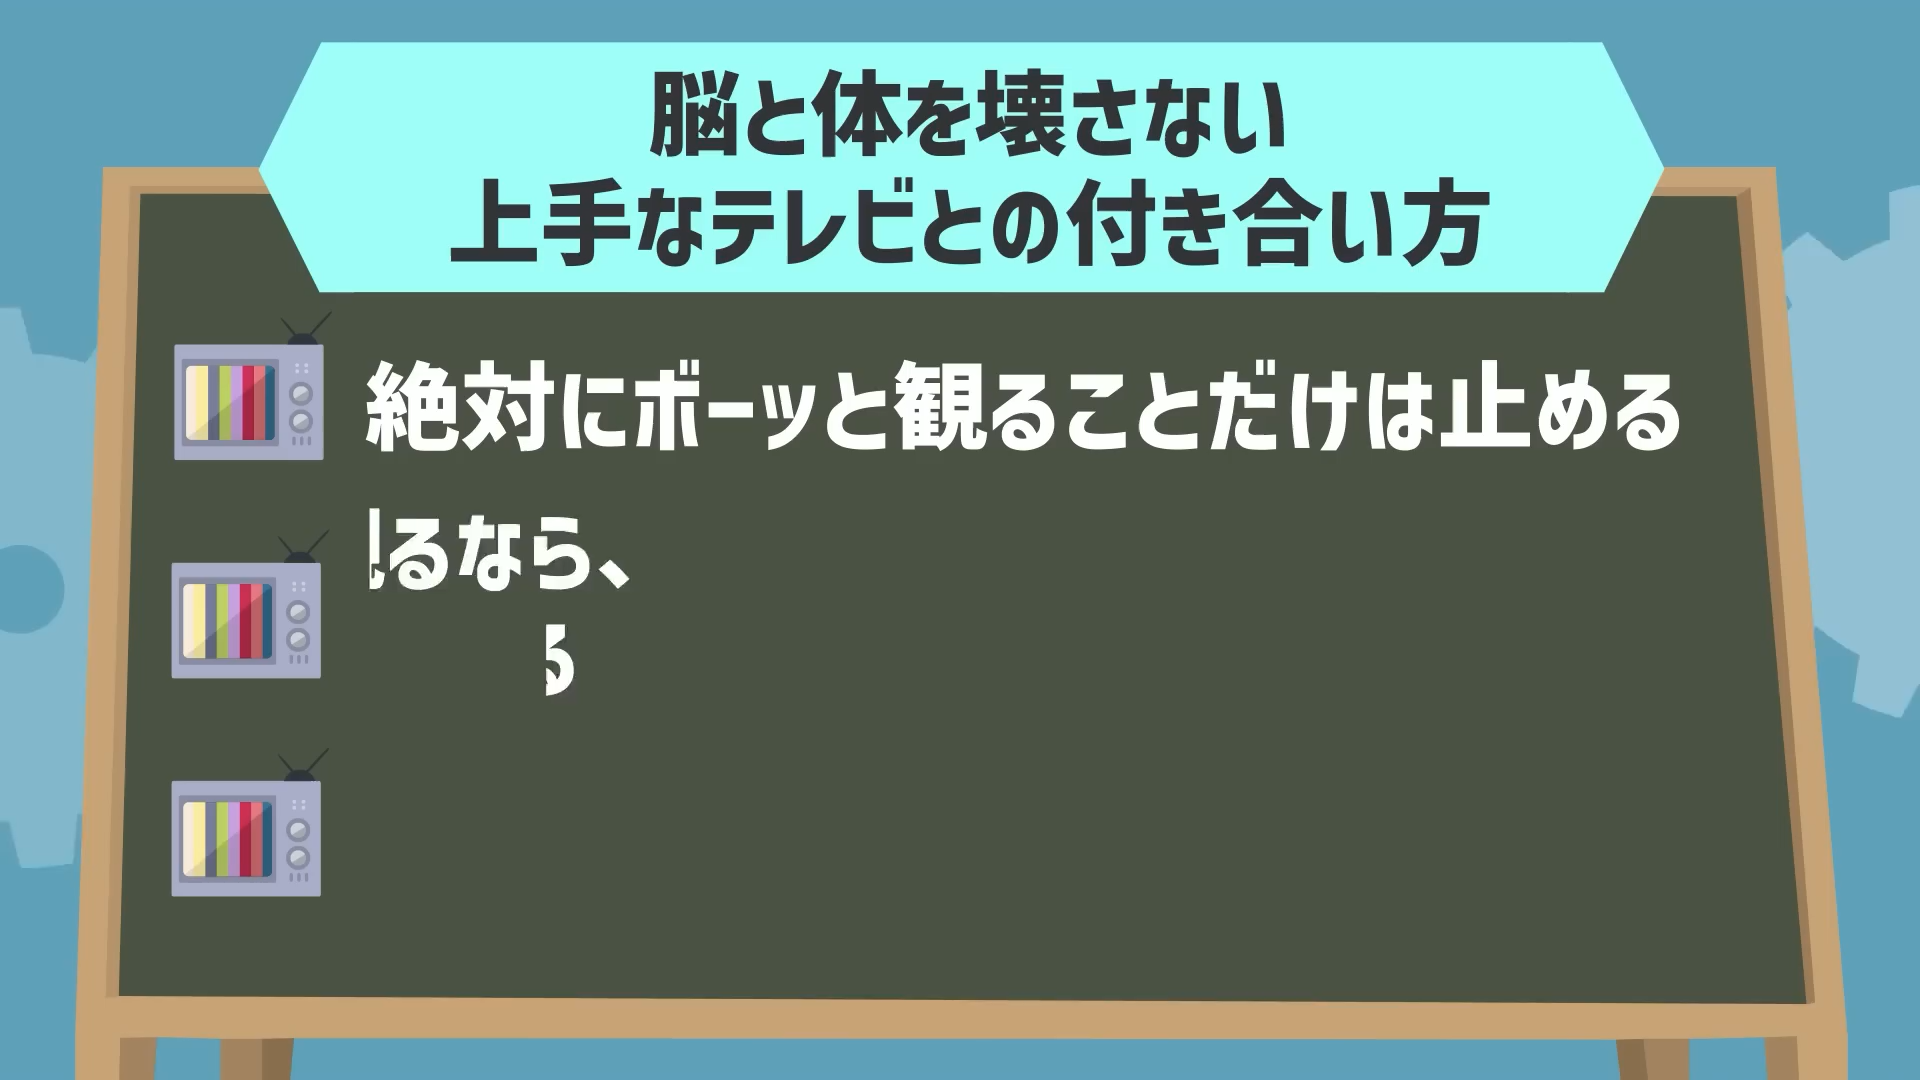 脳と体を壊さない
上手なテレビとの付き合い方
絶対にボーッと観ることだけは止める
るなら、
る